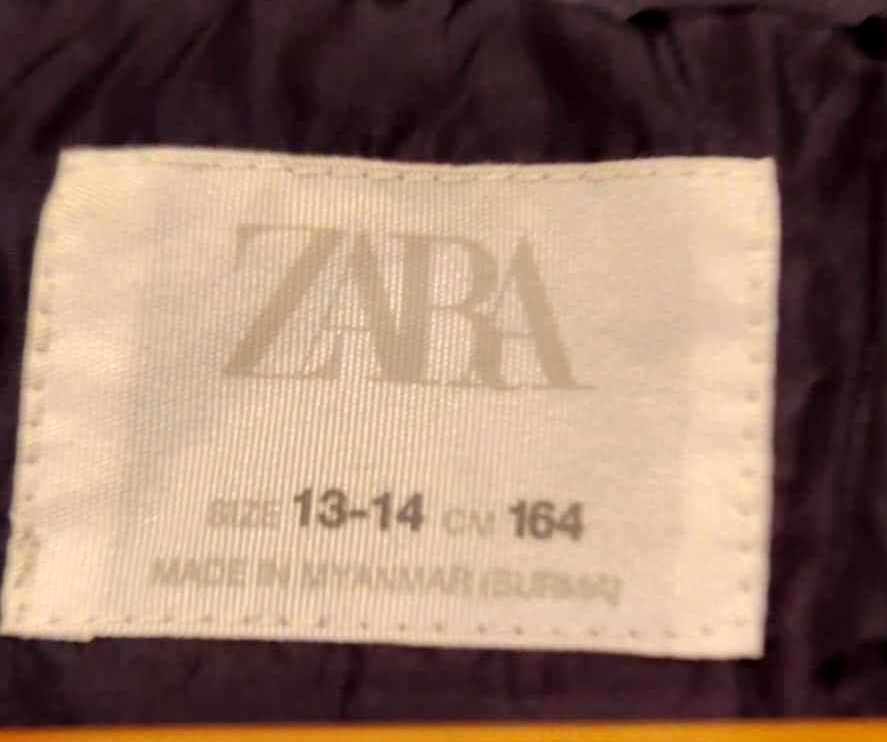 ZARA
SIZE 13-14 CM 164
MADE IN MYANMAR (BURMA)